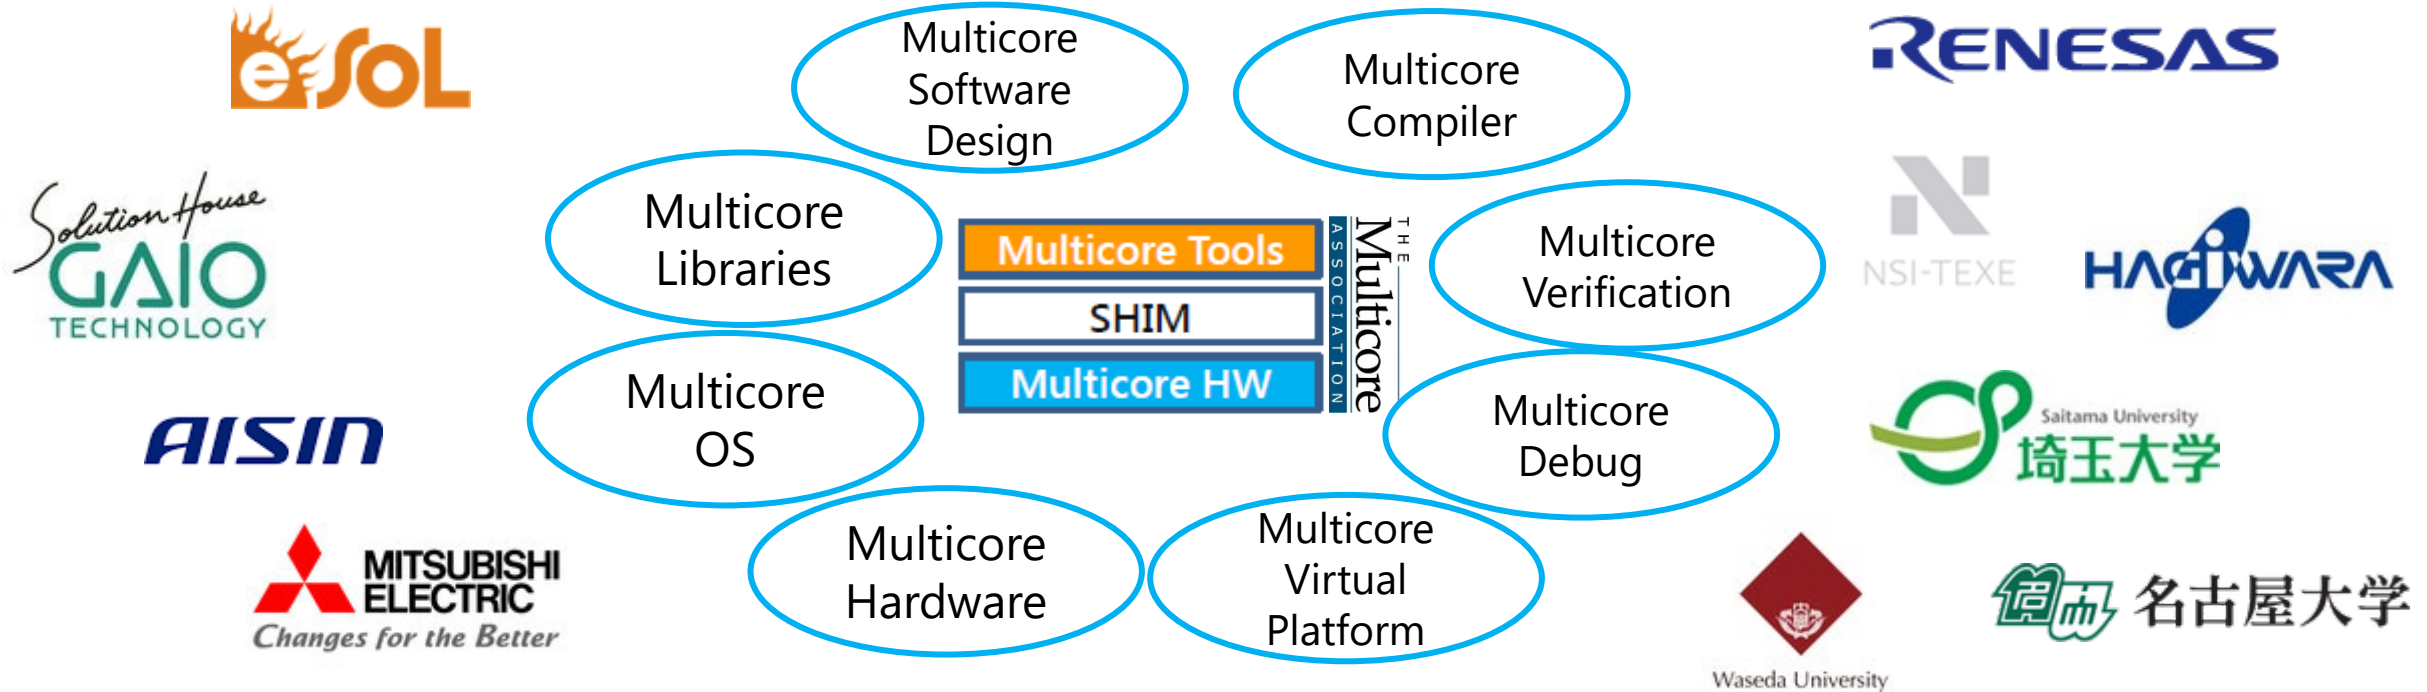 eSOL
Multicore
Software
Design
Multicore
Compiler
RENESAS
Solution House
GAIO
TECHNOLOGY
Multicore
Libraries
Multicore Tools
SHIM
Multicore HW
THE
Multicore
ASSOCIATION
Multicore
Verification
NSI-TEXE
HAGIWARA
AISIN
Multicore
OS
Multicore
Debug
Saitama University
埼玉大学
MITSUBISHI
ELECTRIC
Changes for the Better
Multicore
Hardware
Multicore
Virtual
Platform
Waseda University
名古屋大学